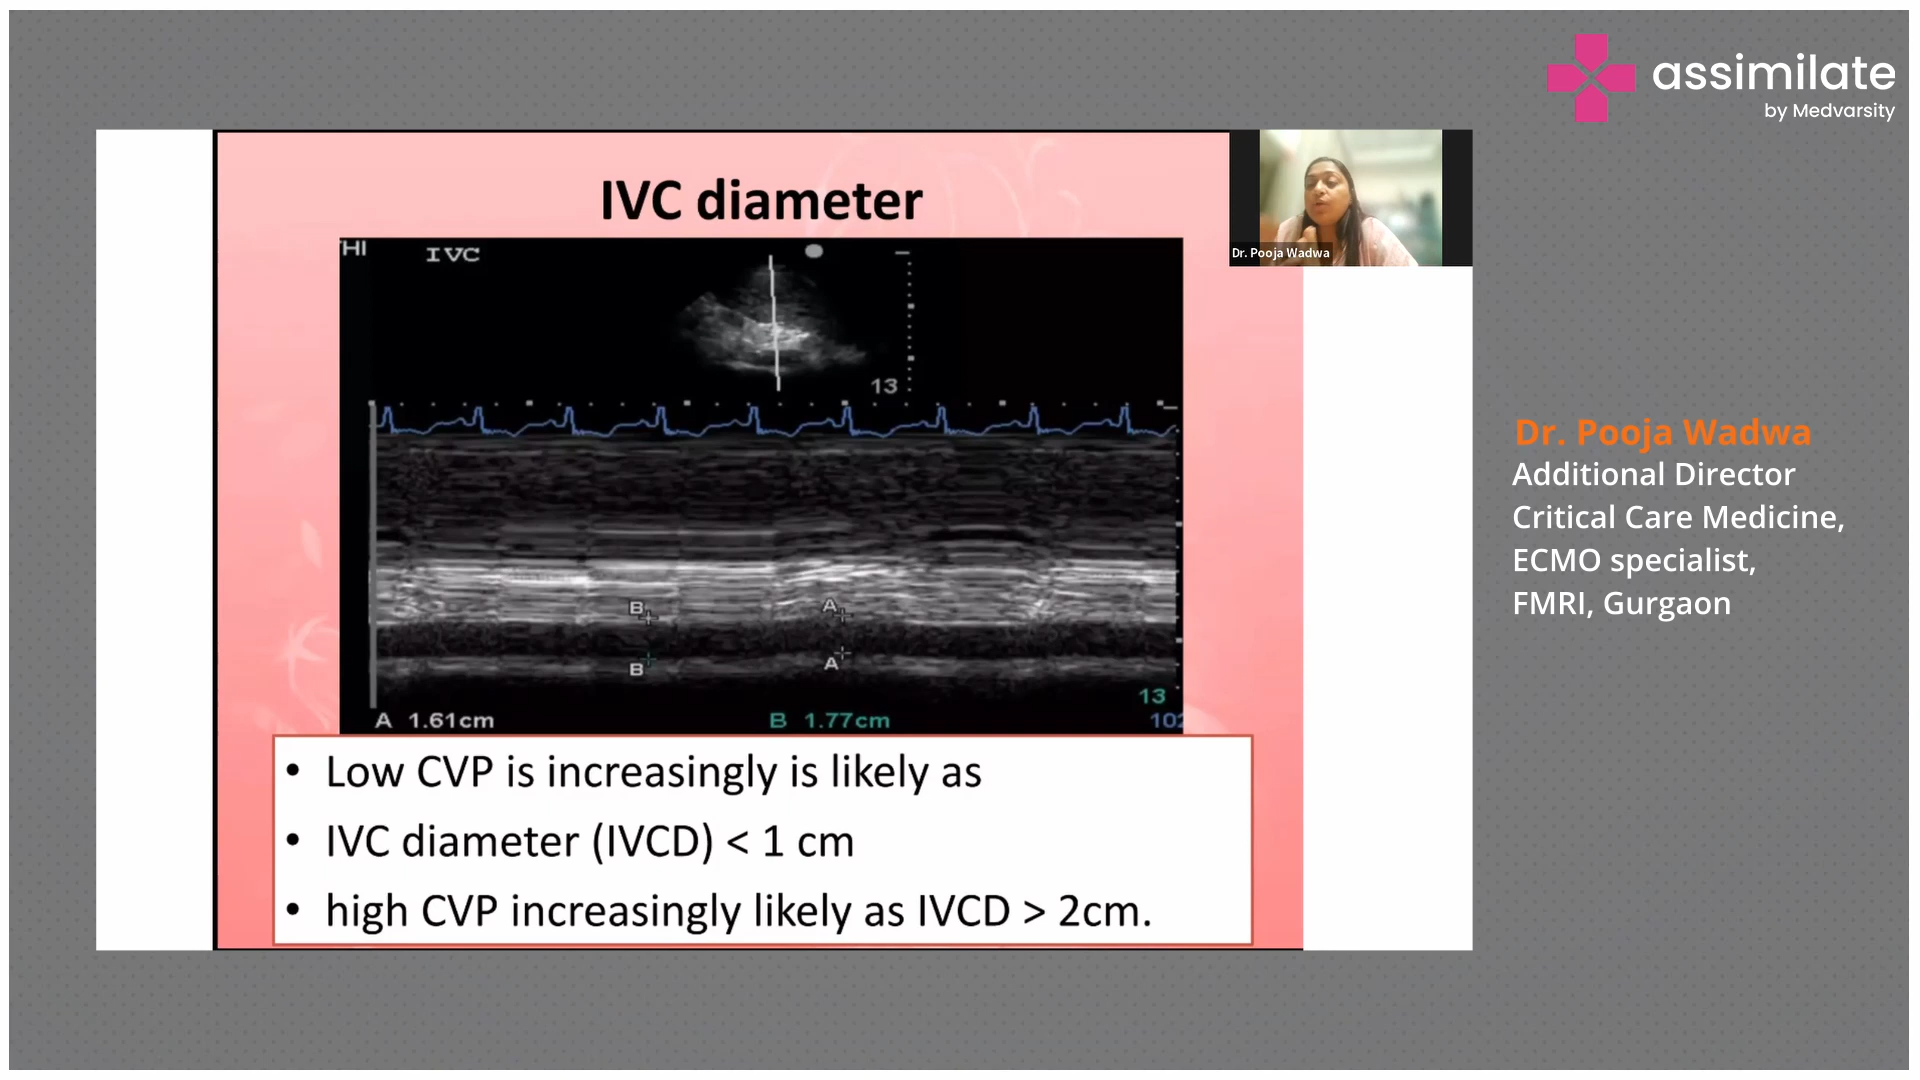 assimilate
by Medvarsity
IVC diameter
Dr. Pooja Wadwa
THI
IVC
13
B
A
B
A
13
A 1.61cm
B 1.77cm
102
• Low CVP is increasingly is likely as
• IVC diameter (IVCD) < 1 cm
• high CVP increasingly likely as IVCD > 2cm.
Dr. Pooja Wadwa
Additional Director
Critical Care Medicine,
ECMO specialist,
FMRI, Gurgaon